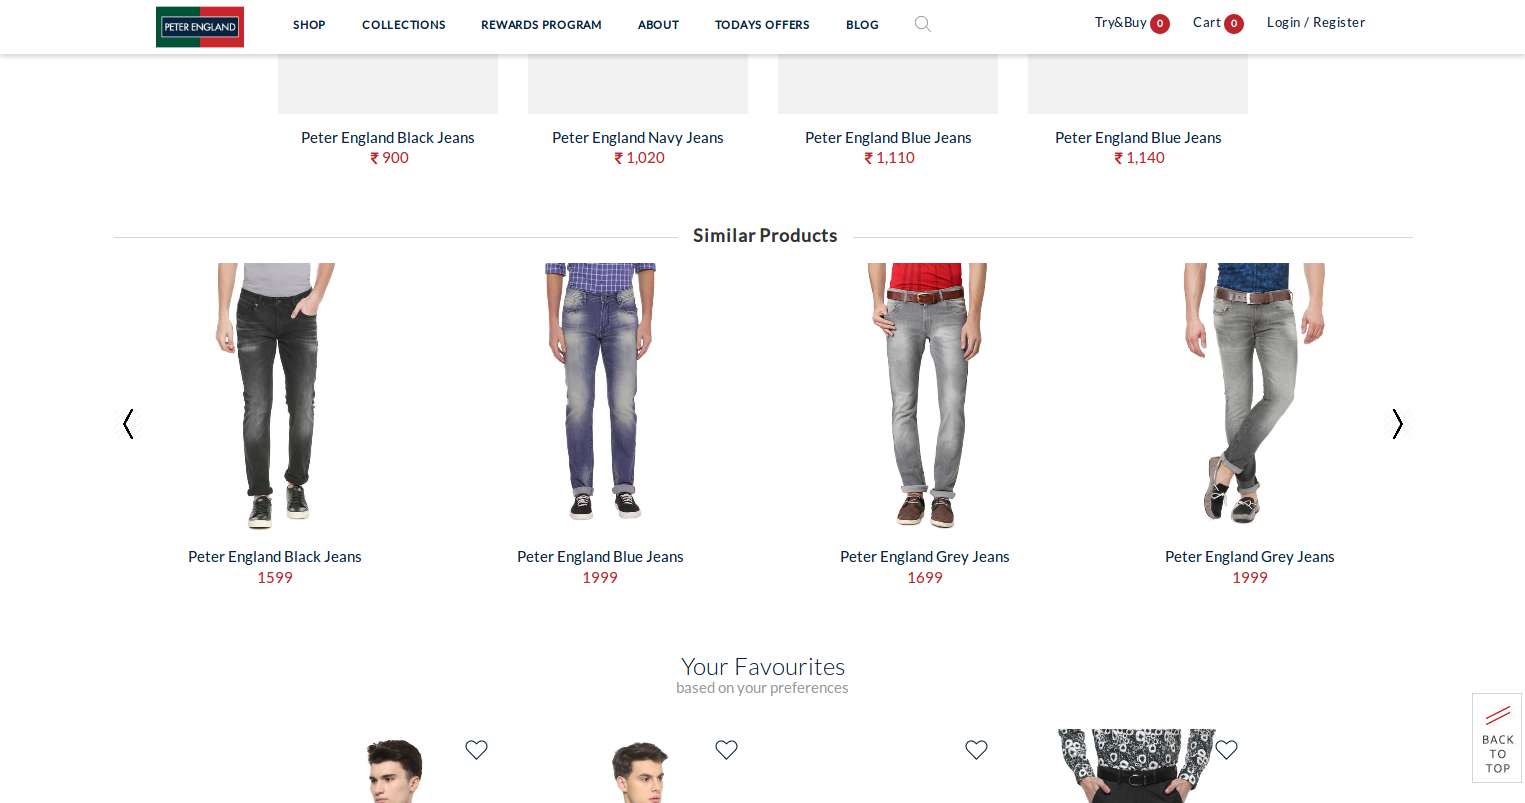 PETER ENGLAND
SHOP COLLECTIONS REWARDS PROGRAM ABOUT TODAYS OFFERS BLOG
Try&Buy 0 Cart 0 Login / Register
Peter England Black Jeans
₹ 900
Peter England Navy Jeans
₹ 1,020
Peter England Blue Jeans
₹ 1,110
Peter England Blue Jeans
₹ 1,140
Similar Products
Peter England Black Jeans
1599
Peter England Blue Jeans
1999
Peter England Grey Jeans
1699
Peter England Grey Jeans
1999
Your Favourites
based on your preferences
BACK
TO
TOP